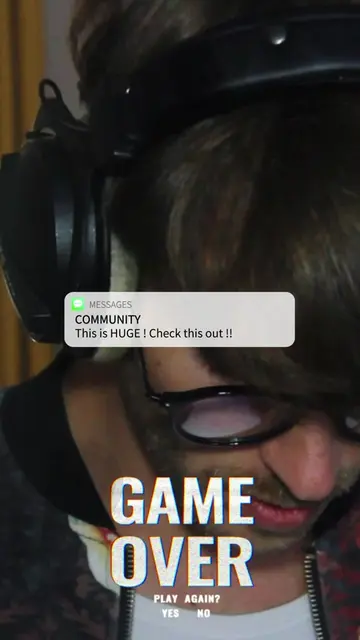 MESSAGES
COMMUNITY
This is HUGE ! Check this out !!
GAME
OVER
PLAY AGAIN?
YES NO